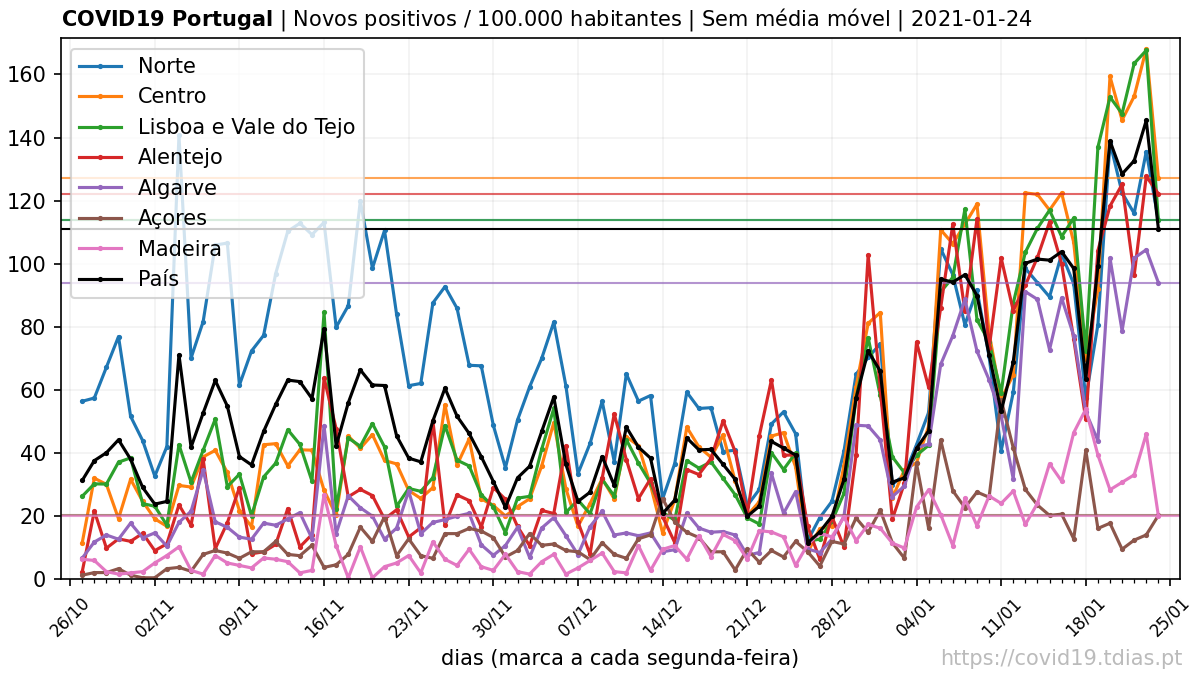 COVID19 Portugal | Novos positivos / 100.000 habitantes | Sem média móvel | 2021-01-24
160
140
120
100
80
60
40
20
0
Norte
Centro
Lisboa e Vale do Tejo
Alentejo
Algarve
Açores
Madeira
País
26/10
02/11
09/11
16/11
23/11
30/11
07/12
14/12
21/12
28/12
04/01
11/01
18/01
25/01
dias (marca a cada segunda-feira)
https://covid19.tdias.pt